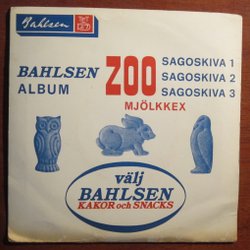 Bahlsen
BAHLSEN
ALBUM
ZOO
SAGOSKIVA 1
SAGOSKIVA 2
SAGOSKIVA 3
MJÖLKKEX
välj
BAHLSEN
KAKOR och SNACKS